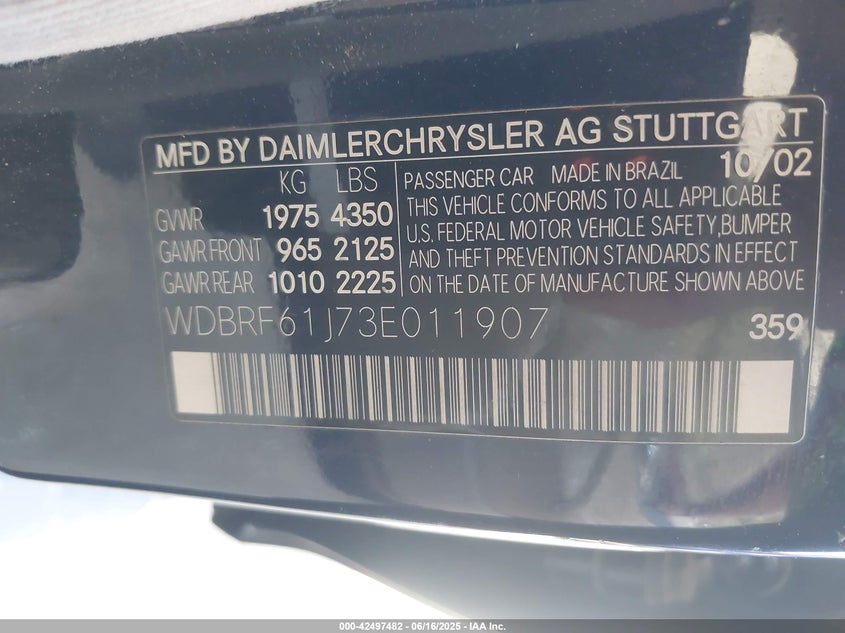 MFD BY DAIMLERCHRYSLER AG STUTTGART
KG LBS
GVWR 1975 4350
GAWR FRONT 965 2125
GAWR REAR 1010 2225
PASSENGER CAR MADE IN BRAZIL 10/02
THIS VEHICLE CONFORMS TO ALL APPLICABLE
U.S. FEDERAL MOTOR VEHICLE SAFETY,BUMPER
AND THEFT PREVENTION STANDARDS IN EFFECT
ON THE DATE OF MANUFACTURE SHOWN ABOVE
WDBRF61J73E011907 359
000-42497482 - 06/16/2025 - IAA Inc.